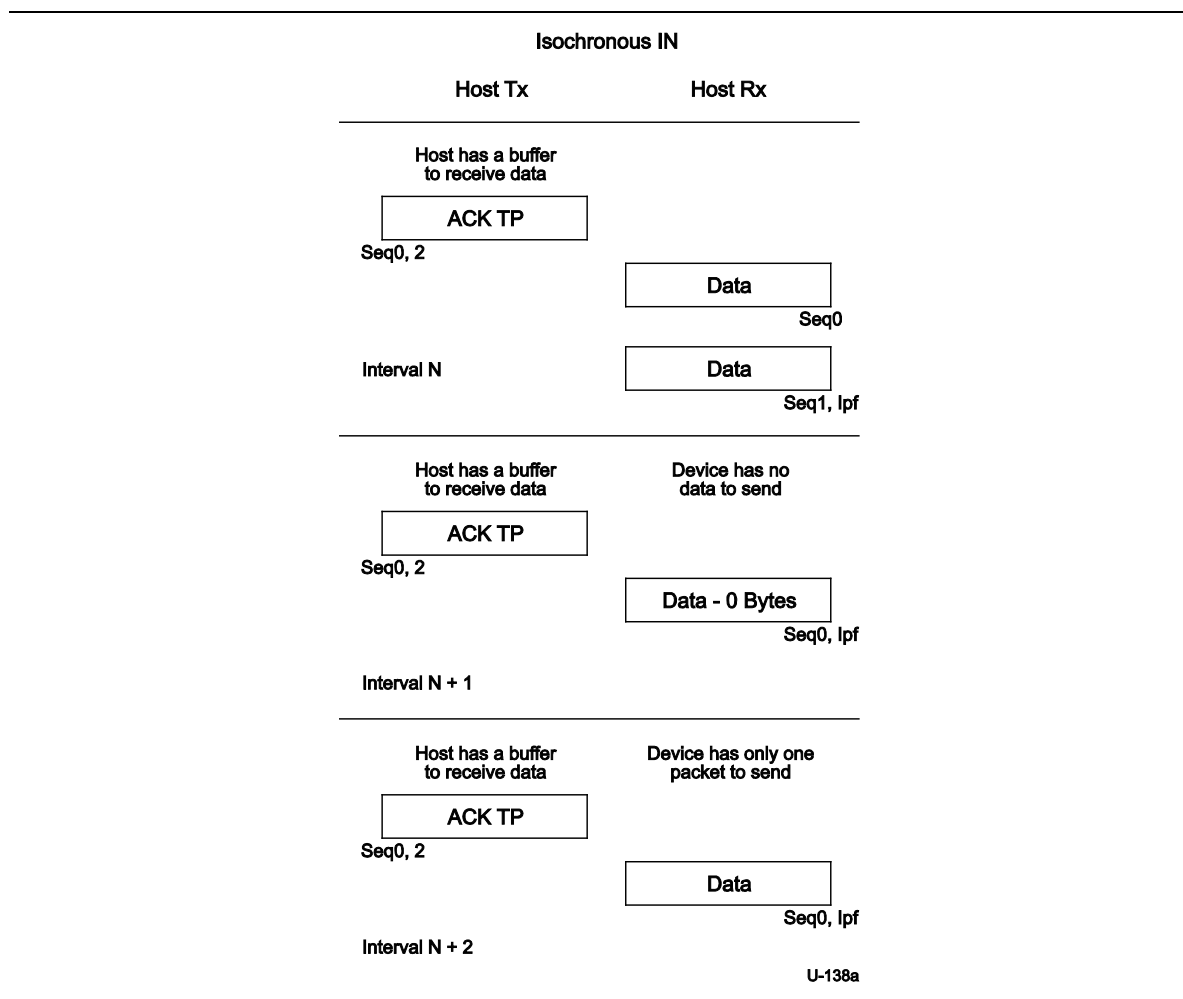 Isochronous IN
Host Tx
Host Rx
Host has a buffer
to receive data
ACK TP
Seq0, 2
Data
Seq0
Interval N
Data
Seq1, lpf
Host has a buffer
to receive data
Device has no
data to send
ACK TP
Seq0, 2
Data - 0 Bytes
Seq0, lpf
Interval N + 1
Host has a buffer
to receive data
Device has only one
packet to send
ACK TP
Seq0, 2
Data
Seq0, lpf
Interval N + 2
U-138a